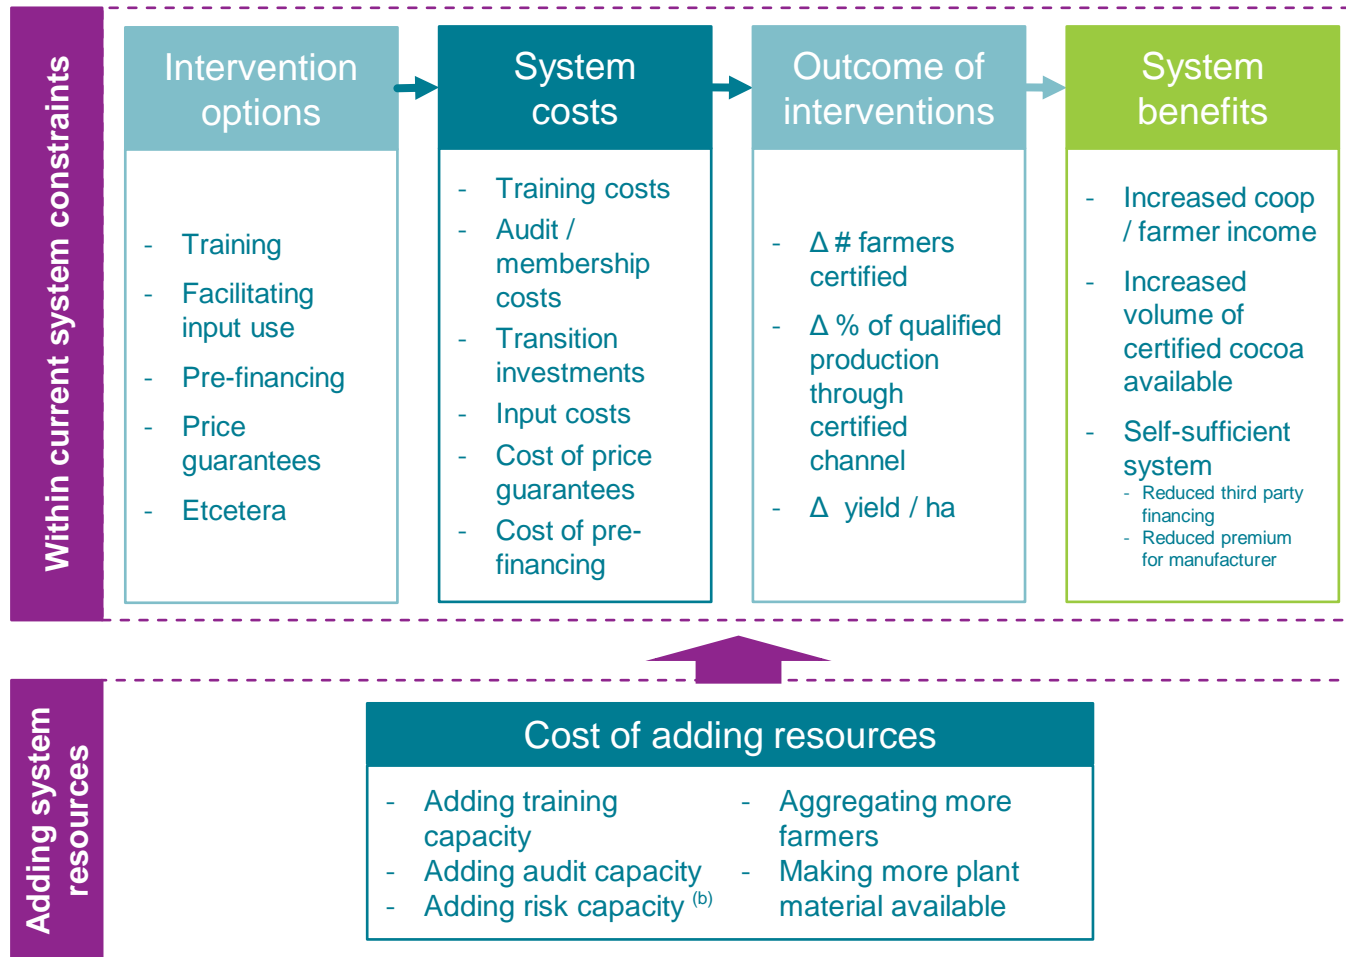 Within current system constraints
Intervention
options
- Training
- Facilitating
input use
- Pre-financing
- Price
guarantees
- Etcetera
System
costs
- Training costs
- Audit /
membership
costs
- Transition
investments
- Input costs
- Cost of price
guarantees
- Cost of pre-
financing
Outcome of
interventions
- Δ # farmers
certified
- Δ % of qualified
production
through
certified
channel
- Δ yield / ha
System
benefits
- Increased coop
/ farmer income
- Increased
volume of
certified cocoa
available
- Self-sufficient
system
- Reduced third party
financing
- Reduced premium
for manufacturer
Adding system
resources
Cost of adding resources
- Adding training
capacity
- Adding audit capacity
- Adding risk capacity (b)
- Aggregating more
farmers
- Making more plant
material available